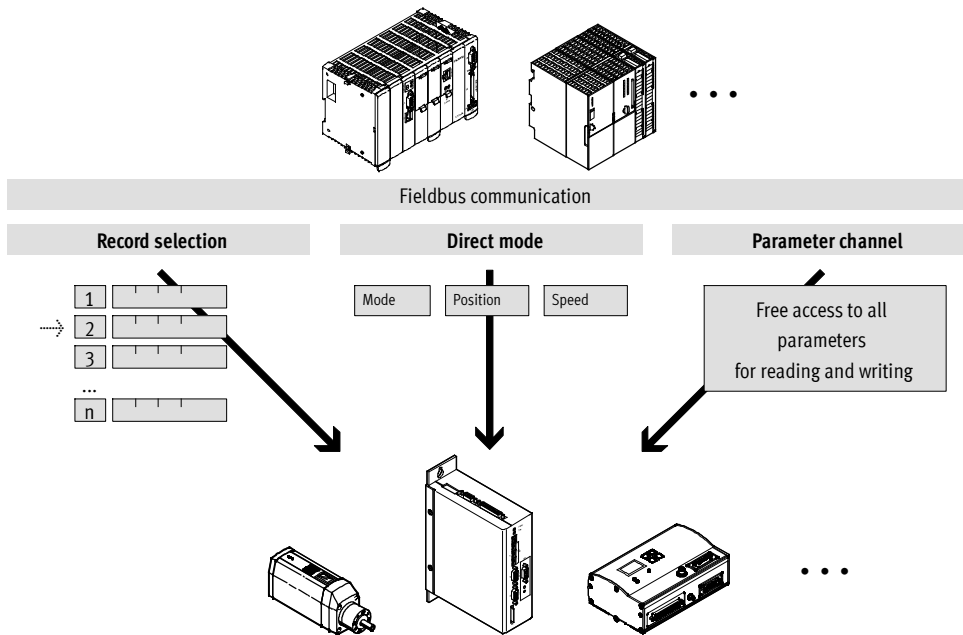 Fieldbus communication
Record selection
Direct mode
Parameter channel
1
2
3
...
n
Mode
Position
Speed
Free access to all
parameters
for reading and writing